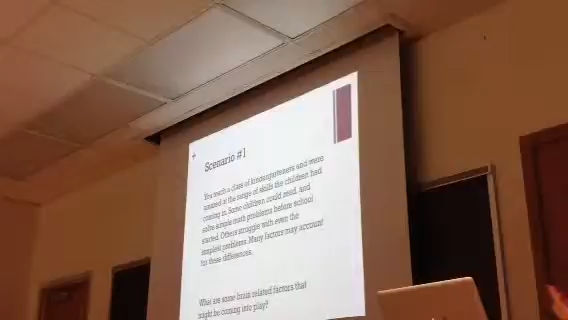 +
Scenario #1
You teach a class of kindergarteners and were
amazed at the range of skills the children had
coming in. Some children could read, and
solve simple math problems before school
started. Others struggle with even the
simplest problems. Many factors may account
for these differences.
What are some brain related factors that
might be coming into play?